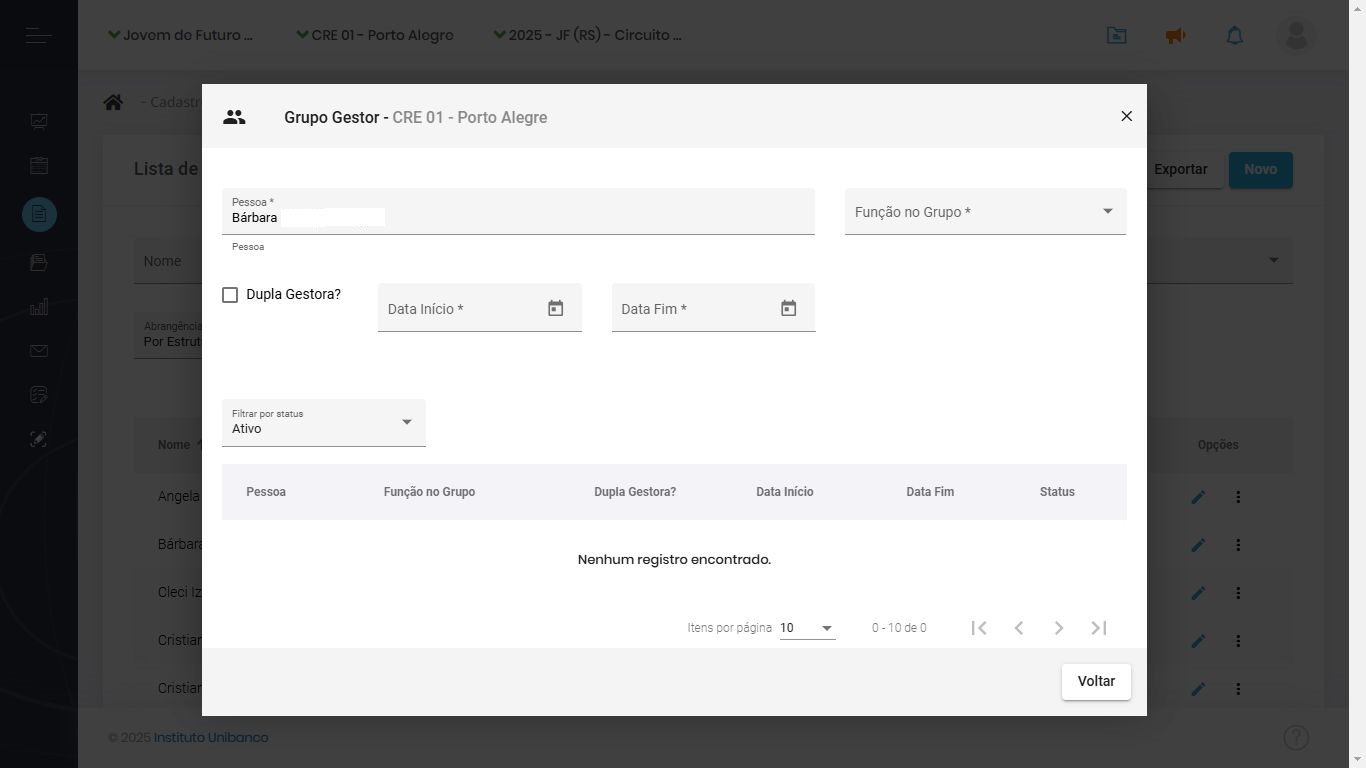 Jovem de Futuro ...
CRE 01 - Porto Alegre
2025 - JF (RS) - Circuito ...
- Cadastr
Grupo Gestor - CRE 01 - Porto Alegre
Lista de
Exportar
Novo
Pessoa *
Bárbara
Pessoa
Função no Grupo *
Nome
Dupla Gestora?
Data Início *
Data Fim *
Abrangência
Por Estrut
Filtrar por status
Ativo
Nome
Opções
Pessoa
Função no Grupo
Dupla Gestora?
Data Início
Data Fim
Status
Angela
Bárbara
Nenhum registro encontrado.
Cleci Iz
Cristian
Itens por página
10
0 - 10 de 0
Cristian
Voltar
© 2025 Instituto Unibanco